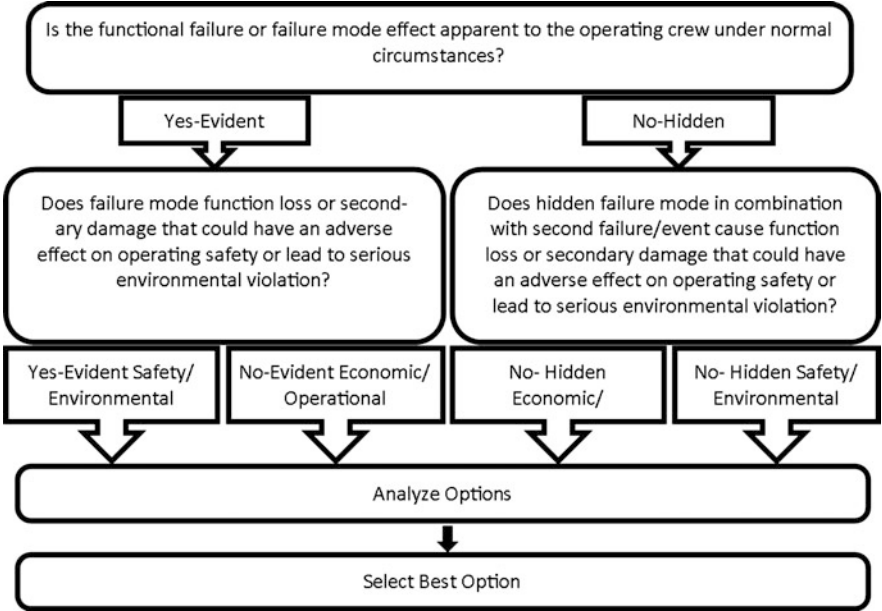 Is the functional failure or failure mode effect apparent to the operating crew under normal
circumstances?
Yes-Evident
No-Hidden
Does failure mode function loss or second-
ary damage that could have an adverse
effect on operating safety or lead to serious
environmental violation?
Does hidden failure mode in combination
with second failure/event cause function
loss or secondary damage that could have
an adverse effect on operating safety or
lead to serious environmental violation?
Yes-Evident Safety/
Environmental
No-Evident Economic/
Operational
No- Hidden
Economic/
No- Hidden Safety/
Environmental
Analyze Options
Select Best Option